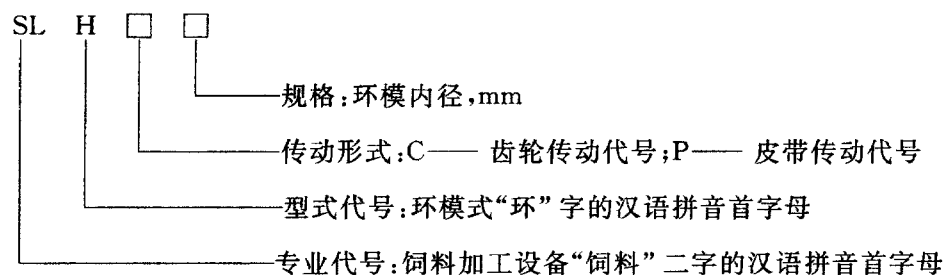 SL H □ □
规格:环模内径,mm
传动形式:C—— 齿轮传动代号;P—— 皮带传动代号
型式代号:环模式“环”字的汉语拼音首字母
专业代号:饲料加工设备“饲料”二字的汉语拼音首字母